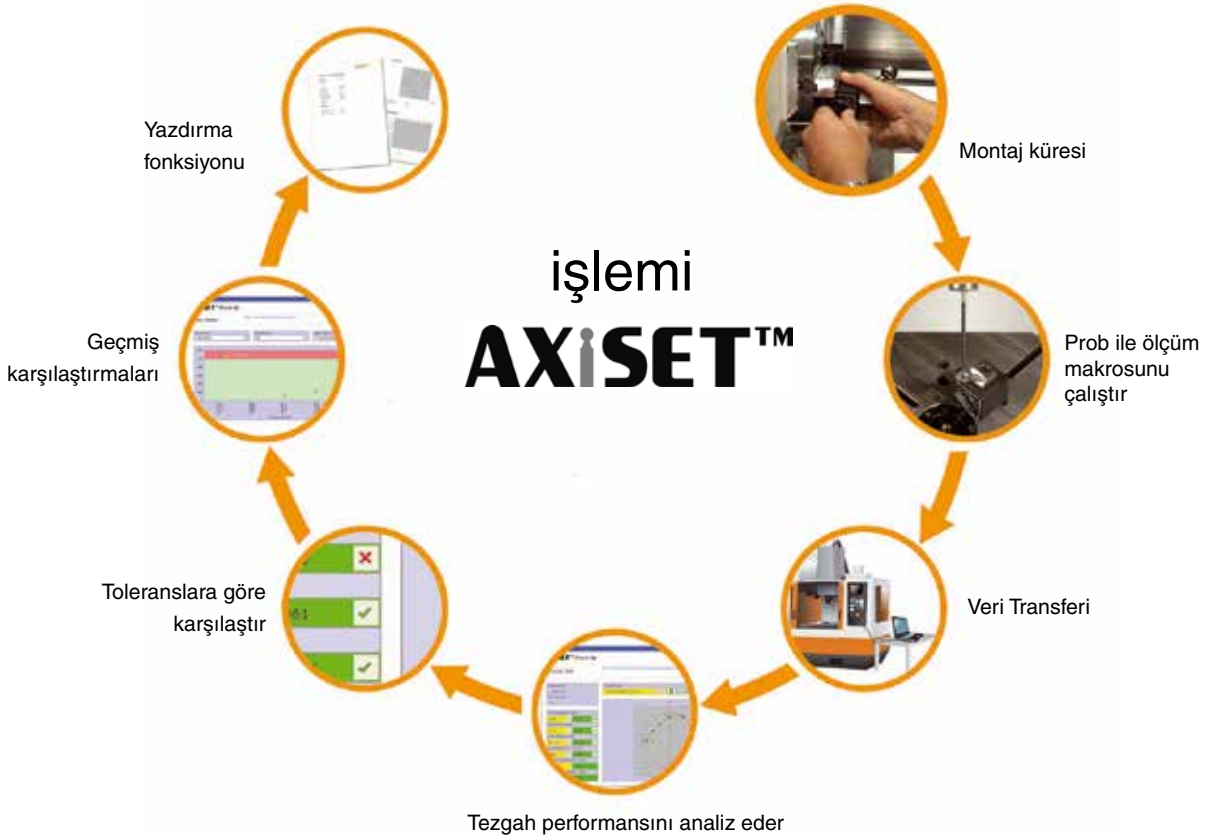 işlemi
AXiSET™
Montaj küresi
Prob ile ölçüm
makrosunu
çalıştır
Veri Transferi
Tezgah performansını analiz eder
Toleranslara göre
karşılaştır
Geçmiş
karşılaştırmaları
Yazdırma
fonksiyonu